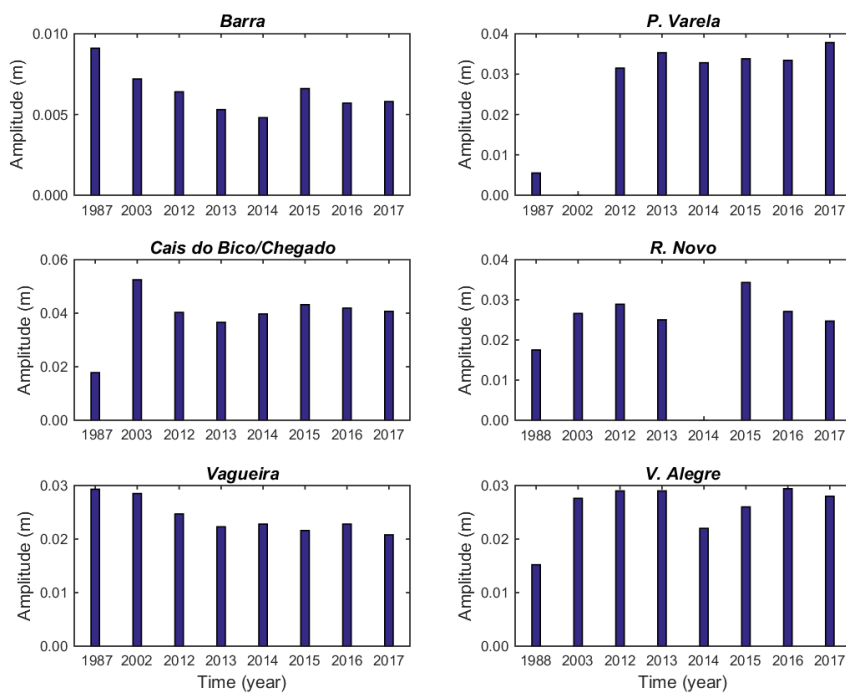 Barra
Amplitude (m)
0.010
0.005
0.000
1987 2003 2012 2013 2014 2015 2016 2017
P. Varela
Amplitude (m)
0.04
0.03
0.02
0.01
0.00
1987 2002 2012 2013 2014 2015 2016 2017
Cais do Bico/Chegado
Amplitude (m)
0.06
0.04
0.02
0.00
1987 2003 2012 2013 2014 2015 2016 2017
R. Novo
Amplitude (m)
0.04
0.03
0.02
0.01
0.00
1988 2003 2012 2013 2014 2015 2016 2017
Vagueira
Amplitude (m)
0.03
0.02
0.01
0.00
1987 2002 2012 2013 2014 2015 2016 2017
Time (year)
V. Alegre
Amplitude (m)
0.03
0.02
0.01
0.00
1988 2003 2012 2013 2014 2015 2016 2017
Time (year)